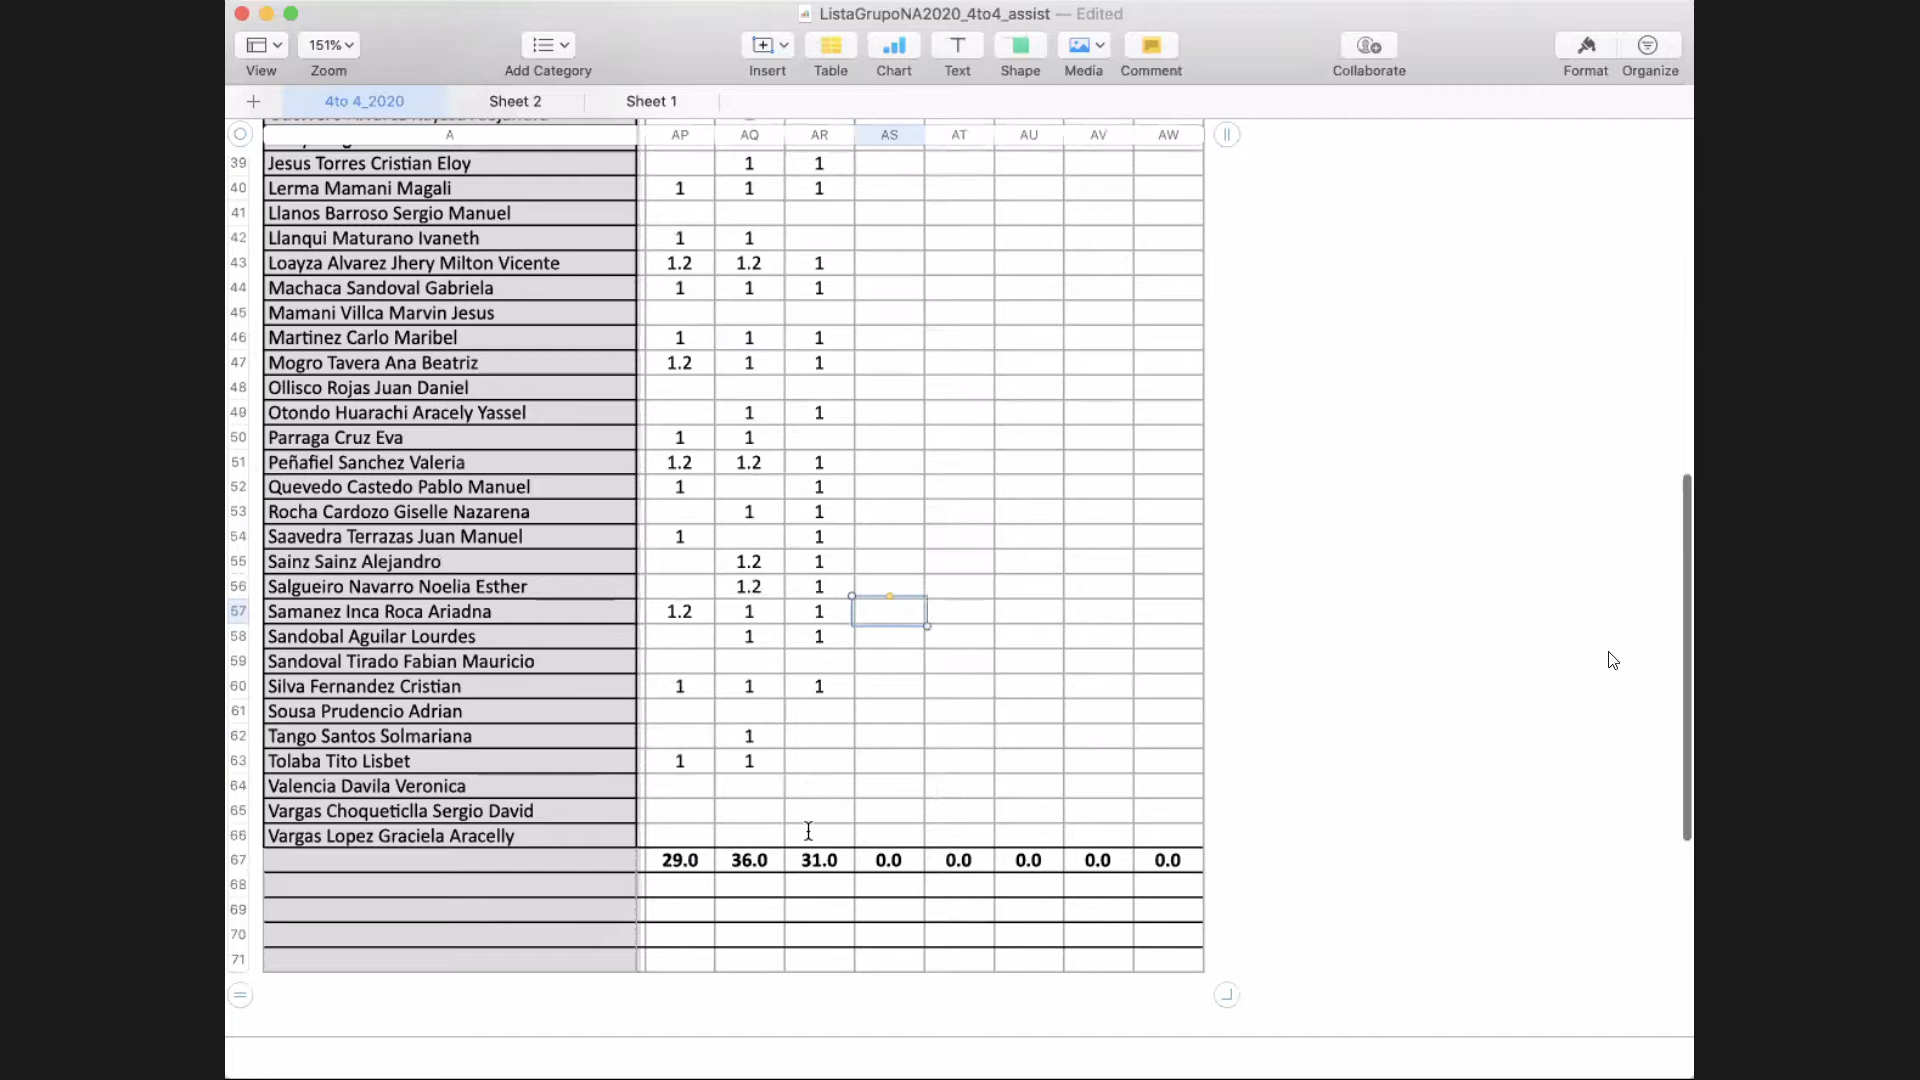 ListaGrupoNA2020_4to4_assist — Edited
151%
View Zoom Add Category Insert Table Chart Text Shape Media Comment Collaborate Format Organize
4to 4_2020 Sheet 2 Sheet 1
A AP AQ AR AS AT AU AV AW
39 Jesus Torres Cristian Eloy 1 1
40 Lerma Mamani Magali 1 1 1
41 Llanos Barroso Sergio Manuel
42 Llanqui Maturano Ivaneth 1 1
43 Loayza Alvarez Jhery Milton Vicente 1.2 1.2 1
44 Machaca Sandoval Gabriela 1 1 1
45 Mamani Villca Marvin Jesus
46 Martinez Carlo Maribel 1 1 1
47 Mogro Tavera Ana Beatriz 1.2 1 1
48 Ollisco Rojas Juan Daniel
49 Otondo Huarachi Aracely Yassel 1 1
50 Parraga Cruz Eva 1 1
51 Peñafiel Sanchez Valeria 1.2 1.2 1
52 Quevedo Castedo Pablo Manuel 1 1
53 Rocha Cardozo Giselle Nazarena 1 1
54 Saavedra Terrazas Juan Manuel 1 1
55 Sainz Sainz Alejandro 1.2 1
56 Salgueiro Navarro Noelia Esther 1.2 1
57 Samanez Inca Roca Ariadna 1.2 1 1
58 Sandobal Aguilar Lourdes 1 1
59 Sandoval Tirado Fabian Mauricio
60 Silva Fernandez Cristian 1 1 1
61 Sousa Prudencio Adrian
62 Tango Santos Solmariana 1
63 Tolaba Tito Lisbet 1 1
64 Valencia Davila Veronica
65 Vargas Choqueticlla Sergio David
66 Vargas Lopez Graciela Aracelly
67 29.0 36.0 31.0 0.0 0.0 0.0 0.0 0.0
68
69
70
71